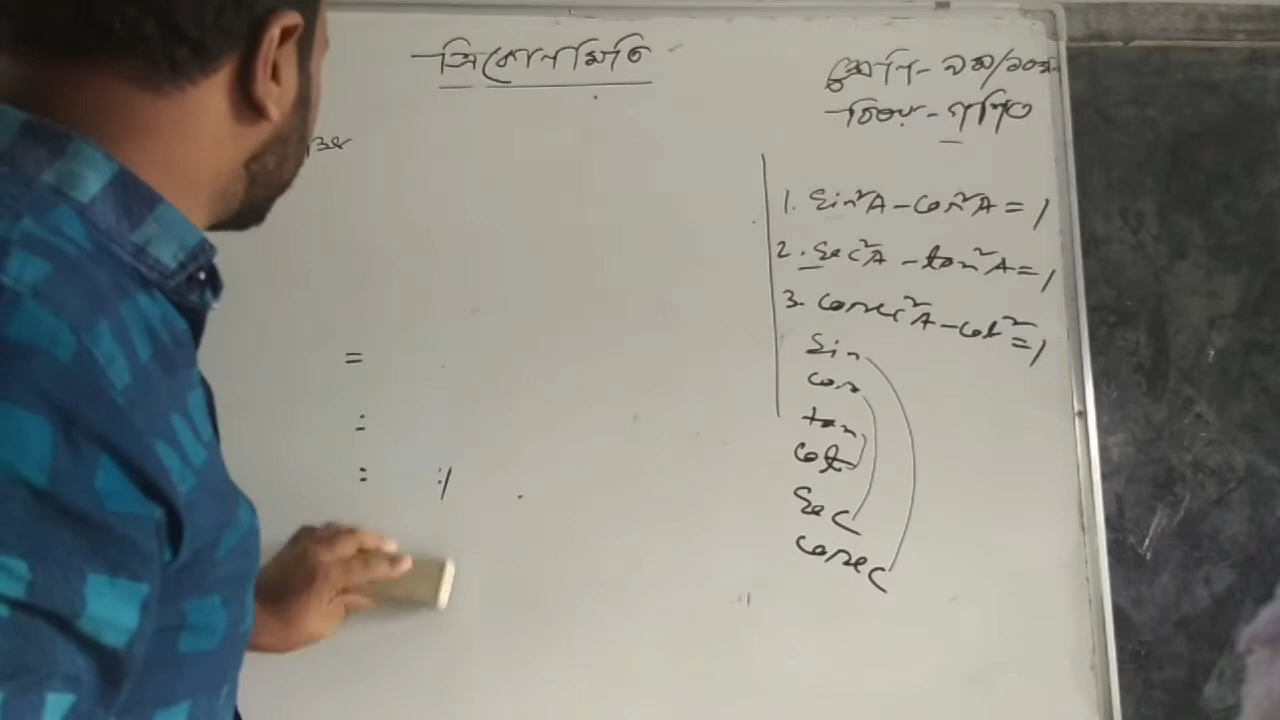 ত্রিকোণমিতি
শ্রেণি - ৯ম/১০ম
বিষয় - গণিত
1. Sin²A - Cos²A = 1
2. Sec²A - tan²A = 1
3. Cosec²A - Cot² = 1
Sin
Cos
tan
Cot
Sec
Cosec
=
=
=